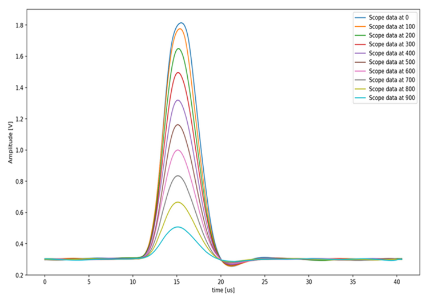 Scope data at 0
Scope data at 100
Scope data at 200
Scope data at 300
Scope data at 400
Scope data at 500
Scope data at 600
Scope data at 700
Scope data at 800
Scope data at 900
Amplitude [V]
1.8
1.6
1.4
1.2
1.0
0.8
0.6
0.4
0.2
0 5 10 15 20 25 30 35 40
time [us]